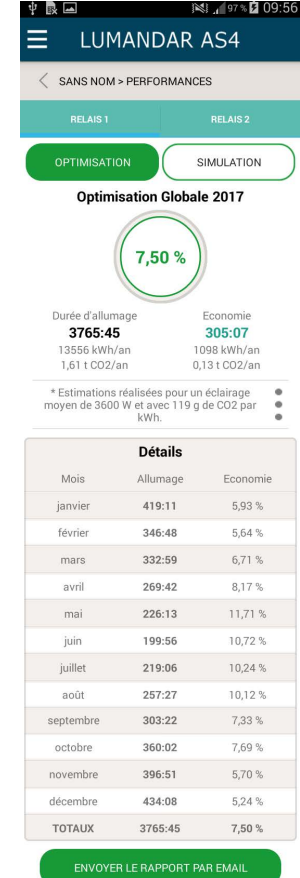 97 % 09:56
LUMANDAR AS4
< SANS NOM > PERFORMANCES
RELAIS 1 RELAIS 2
OPTIMISATION SIMULATION
Optimisation Globale 2017
7,50 %
Durée d'allumage Economie
3765:45 305:07
13556 kWh/an 1098 kWh/an
1,61 t CO2/an 0,13 t CO2/an
* Estimations réalisées pour un éclairage
moyen de 3600 W et avec 119 g de CO2 par
kWh.
Détails
Mois Allumage Economie
janvier 419:11 5,93 %
février 346:48 5,64 %
mars 332:59 6,71 %
avril 269:42 8,17 %
mai 226:13 11,71 %
juin 199:56 10,72 %
juillet 219:06 10,24 %
août 257:27 10,12 %
septembre 303:22 7,33 %
octobre 360:02 7,69 %
novembre 396:51 5,70 %
décembre 434:08 5,24 %
TOTAUX 3765:45 7,50 %
ENVOYER LE RAPPORT PAR EMAIL